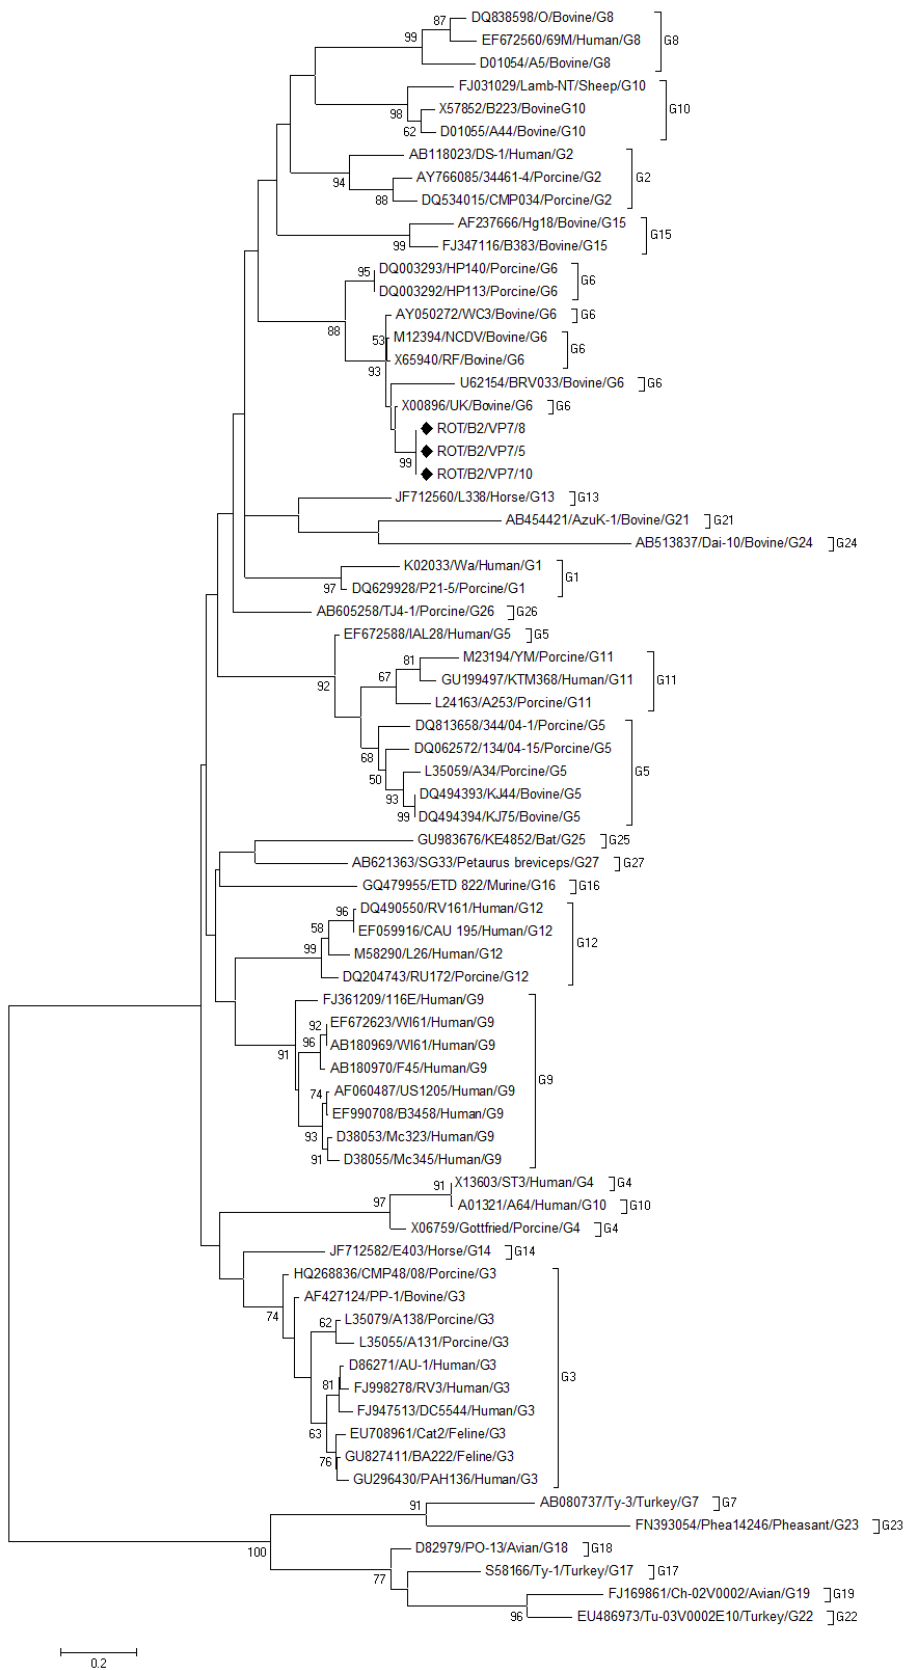 DQ838598/O/Bovine/G8
87
EF672560/69M/Human/G8
G8
99
D01054/A5/Bovine/G8
FJ031029/Lamb-NT/Sheep/G10
98
X57852/B223/BovineG10
G10
62
D01055/A44/Bovine/G10
AB118023/DS-1/Human/G2
94
AY766085/34461-4/Porcine/G2
G2
88
DQ534015/CMP034/Porcine/G2
AF237666/Hg18/Bovine/G15
G15
99
FJ347116/B383/Bovine/G15
95
DQ003293/HP140/Porcine/G6
G6
DQ003292/HP113/Porcine/G6
88
AY050272/WC3/Bovine/G6
G6
53
M12394/NCDV/Bovine/G6
G6
93
X65940/RF/Bovine/G6
U62154/BRV033/Bovine/G6
G6
X00896/UK/Bovine/G6
G6
ROT/B2/VP7/8
ROT/B2/VP7/5
99
ROT/B2/VP7/10
JF712560/L338/Horse/G13
G13
AB454421/AzuK-1/Bovine/G21
G21
AB513837/Dai-10/Bovine/G24
G24
K02033/Wa/Human/G1
G1
97
DQ629928/P21-5/Porcine/G1
AB605258/TJ4-1/Porcine/G26
G26
EF672588/IAL28/Human/G5
G5
92
81
M23194/YM/Porcine/G11
67
GU199497/KTM368/Human/G11
G11
L24163/A253/Porcine/G11
DQ813658/344/04-1/Porcine/G5
68
DQ062572/134/04-15/Porcine/G5
50
L35059/A34/Porcine/G5
G5
93
DQ494393/KJ44/Bovine/G5
99
DQ494394/KJ75/Bovine/G5
GU983676/KE4852/Bat/G25
G25
AB621363/SG33/Petaurus breviceps/G27
G27
GQ479955/ETD 822/Murine/G16
G16
96
DQ490550/RV161/Human/G12
58
EF059916/CAU 195/Human/G12
G12
99
M58290/L26/Human/G12
DQ204743/RU172/Porcine/G12
FJ361209/116E/Human/G9
92
EF672623/WI61/Human/G9
96
AB180969/WI61/Human/G9
91
AB180970/F45/Human/G9
G9
74
AF060487/US1205/Human/G9
EF990708/B3458/Human/G9
93
D38053/Mc323/Human/G9
91
D38055/Mc345/Human/G9
91
X13603/ST3/Human/G4
G4
97
A01321/A64/Human/G10
G10
X06759/Gottfried/Porcine/G4
G4
JF712582/E403/Horse/G14
G14
HQ268836/CMP48/08/Porcine/G3
74
AF427124/PP-1/Bovine/G3
62
L35079/A138/Porcine/G3
L35055/A131/Porcine/G3
D86271/AU-1/Human/G3
G3
81
FJ998278/RV3/Human/G3
FJ947513/DC5544/Human/G3
63
EU708961/Cat2/Feline/G3
76
GU827411/BA222/Feline/G3
GU296430/PAH136/Human/G3
91
AB080737/Ty-3/Turkey/G7
G7
FN393054/Phea14246/Pheasant/G23
G23
100
D82979/PO-13/Avian/G18
G18
77
S58166/Ty-1/Turkey/G17
G17
FJ169861/Ch-02V0002/Avian/G19
G19
96
EU486973/Tu-03V0002E10/Turkey/G22
G22
0.2